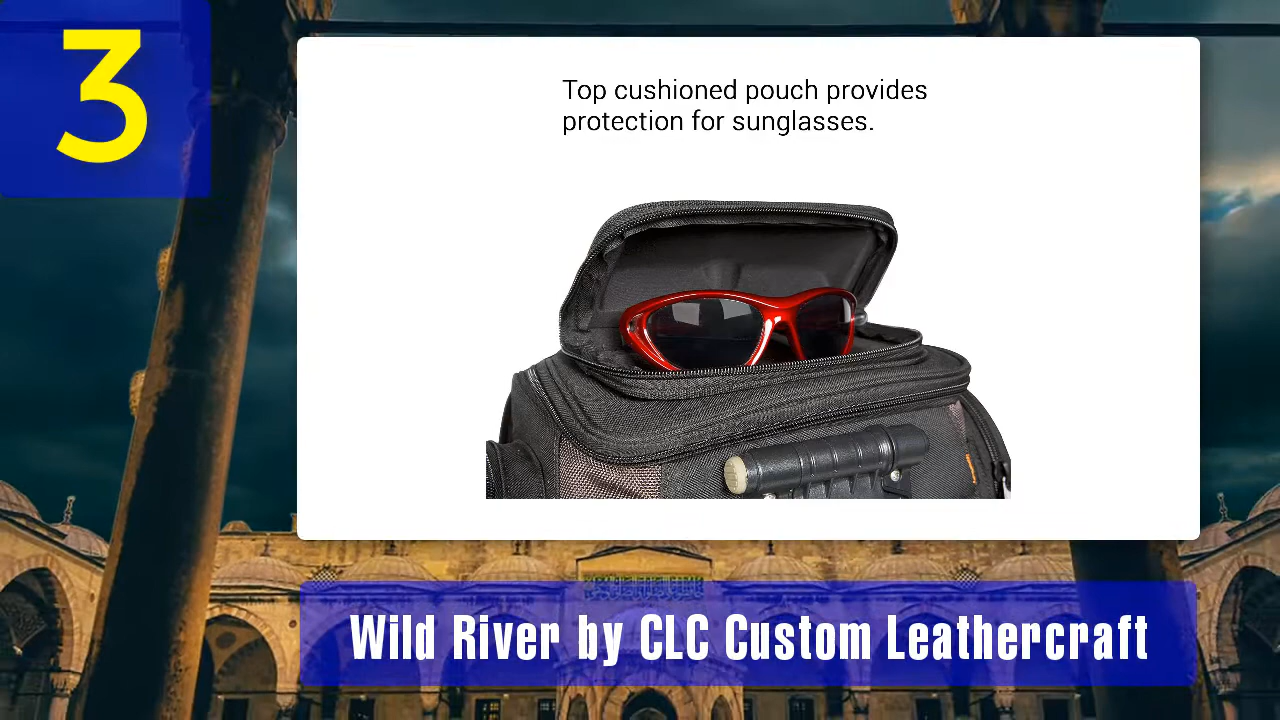 3
Top cushioned pouch provides
protection for sunglasses.
Wild River by CLC Custom Leathercraft